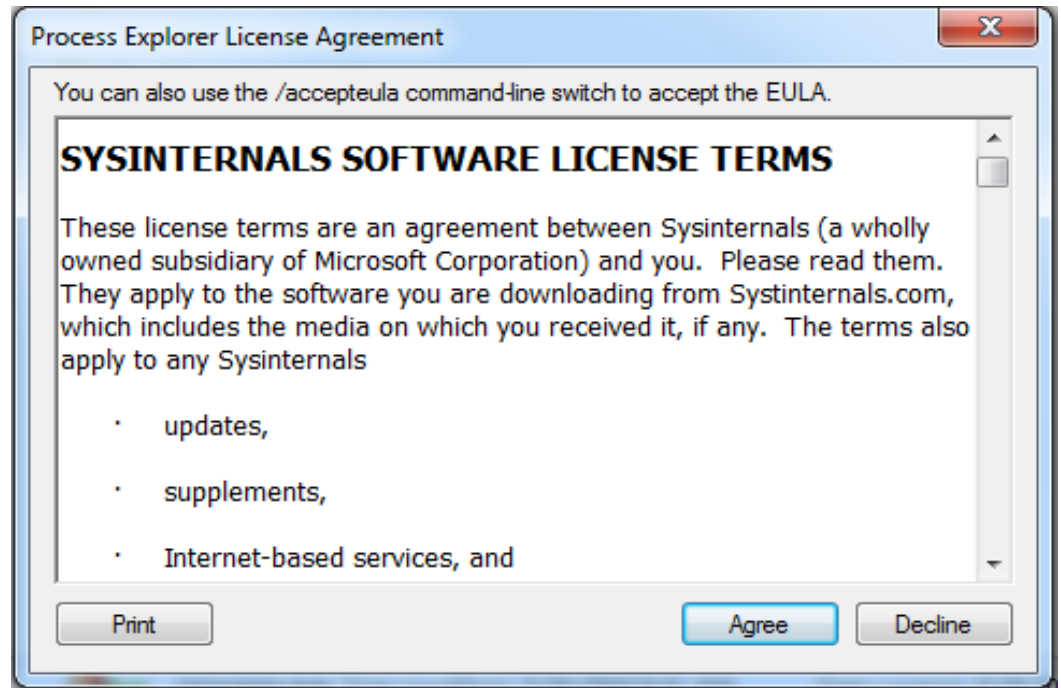 Process Explorer License Agreement
You can also use the /accepteula command-line switch to accept the EULA.
SYSINTERNALS SOFTWARE LICENSE TERMS
These license terms are an agreement between Sysinternals (a wholly
owned subsidiary of Microsoft Corporation) and you.  Please read them.
They apply to the software you are downloading from Systinternals.com,
which includes the media on which you received it, if any.  The terms also
apply to any Sysinternals
· updates,
· supplements,
· Internet-based services, and
Print Agree Decline